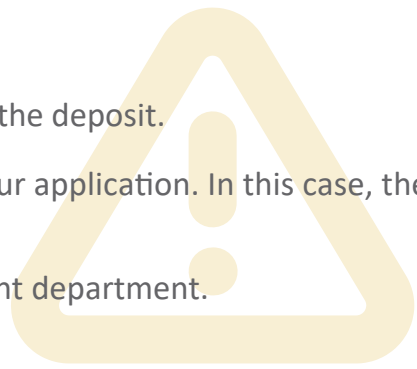 the deposit.
ur application. In this case, the
nt department.